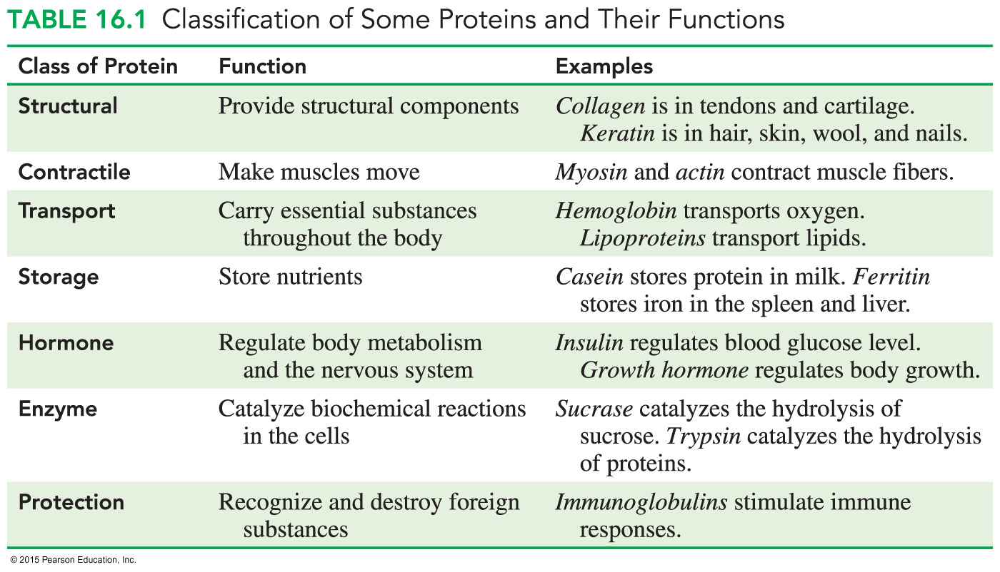 TABLE 16.1 Classification of Some Proteins and Their Functions
Class of Protein Function Examples
Structural Provide structural components Collagen is in tendons and cartilage.
Keratin is in hair, skin, wool, and nails.
Contractile Make muscles move Myosin and actin contract muscle fibers.
Transport Carry essential substances Hemoglobin transports oxygen.
throughout the body Lipoproteins transport lipids.
Storage Store nutrients Casein stores protein in milk. Ferritin
stores iron in the spleen and liver.
Hormone Regulate body metabolism Insulin regulates blood glucose level.
and the nervous system Growth hormone regulates body growth.
Enzyme Catalyze biochemical reactions Sucrase catalyzes the hydrolysis of
in the cells sucrose. Trypsin catalyzes the hydrolysis
of proteins.
Protection Recognize and destroy foreign Immunoglobulins stimulate immune
substances responses.
© 2015 Pearson Education, Inc.